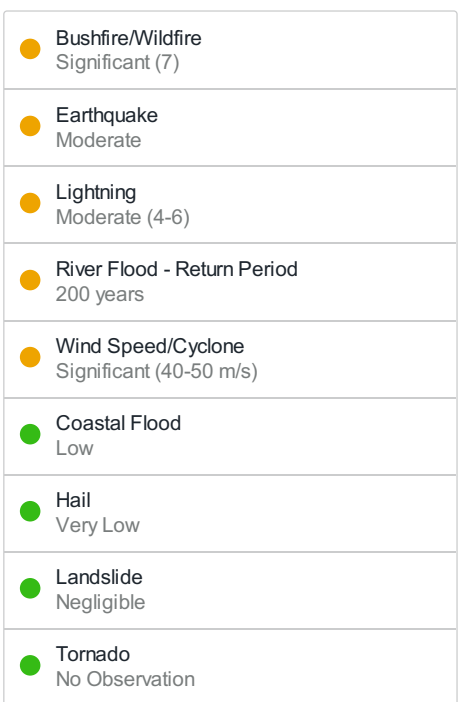 Bushfire/Wildfire
Significant (7)
Earthquake
Moderate
Lightning
Moderate (4-6)
River Flood - Return Period
200 years
Wind Speed/Cyclone
Significant (40-50 m/s)
Coastal Flood
Low
Hail
Very Low
Landslide
Negligible
Tornado
No Observation